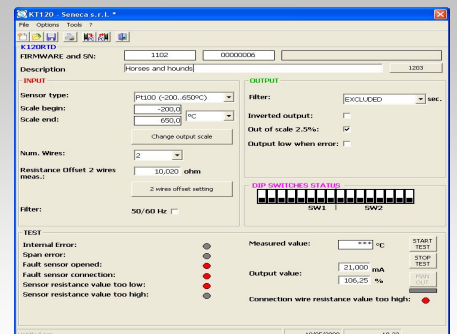 KT120 - Seneca s.r.l. *
File Options Tools ?
K120RTD
FIRMWARE and SN: 1102 00000006
Description Horses and hounds 1203
INPUT
Sensor type: Pt100 (-200..650ºC)
Scale begin: -200,0
Scale end: 650,0 ºC
Change output scale
Num. Wires: 2
Resistance Offset 2 wires meas.: 10,020 ohm
2 wires offset setting
Filter: 50/60 Hz
OUTPUT
Filter: EXCLUDED sec.
Inverted output:
Out of scale 2.5%:
Output low when error:
DIP SWITCHES STATUS
SW1 SW2
TEST
Internal Error:
Span error:
Fault sensor opened:
Fault sensor connection:
Sensor resistance value too low:
Sensor resistance value too high:
Measured value: *** ºC
Output value: 21,000 mA
106,25 %
Connection wire resistance value too high:
START TEST
STOP TEST
MAN OUT